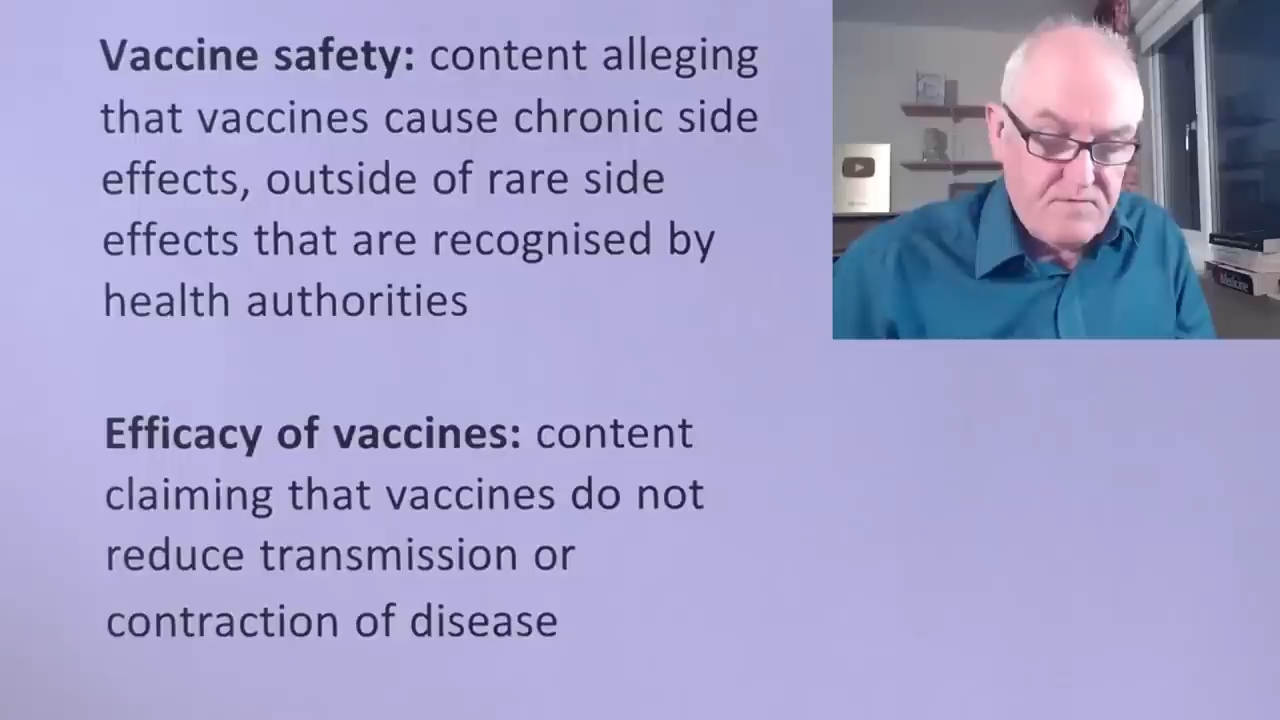 Vaccine safety: content alleging
that vaccines cause chronic side
effects, outside of rare side
effects that are recognised by
health authorities
Efficacy of vaccines: content
claiming that vaccines do not
reduce transmission or
contraction of disease
Medicine